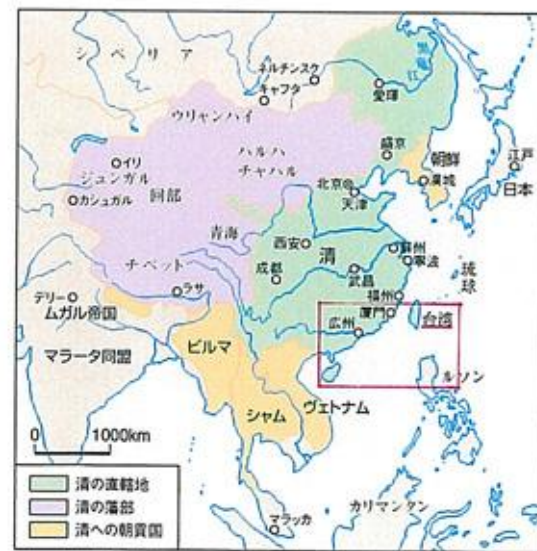 シベリア
黒竜江
ネルチンスク
キャフタ
愛琿
ウリャンハイ
ハルハ
チャハル
盛京
朝鮮
漢城
江戸
日本
イリ
ジュンガル
回部
カシュガル
北京
天津
青海
西安
清
蘇州
寧波
チベット
成都
武昌
ラサ
福州
厦門
琉球
台湾
デリー
ムガル帝国
広州
マラータ同盟
ビルマ
ルソン
シャム
ヴェトナム
0 1000km
清の直轄地
清の藩部
清への朝貢国
マラッカ
カリマンタン